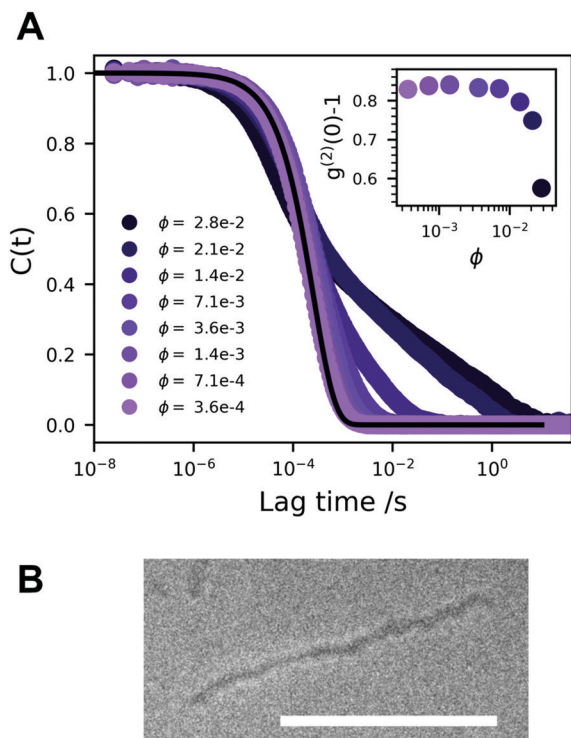 A
C(t)
1.0
0.8
0.6
0.4
0.2
0.0
ϕ = 2.8e-2
ϕ = 2.1e-2
ϕ = 1.4e-2
ϕ = 7.1e-3
ϕ = 3.6e-3
ϕ = 1.4e-3
ϕ = 7.1e-4
ϕ = 3.6e-4
g⁽²⁾(0)-1
0.8
0.7
0.6
10⁻³
10⁻²
ϕ
10⁻⁸
10⁻⁶
10⁻⁴
10⁻²
10⁰
Lag time /s
B